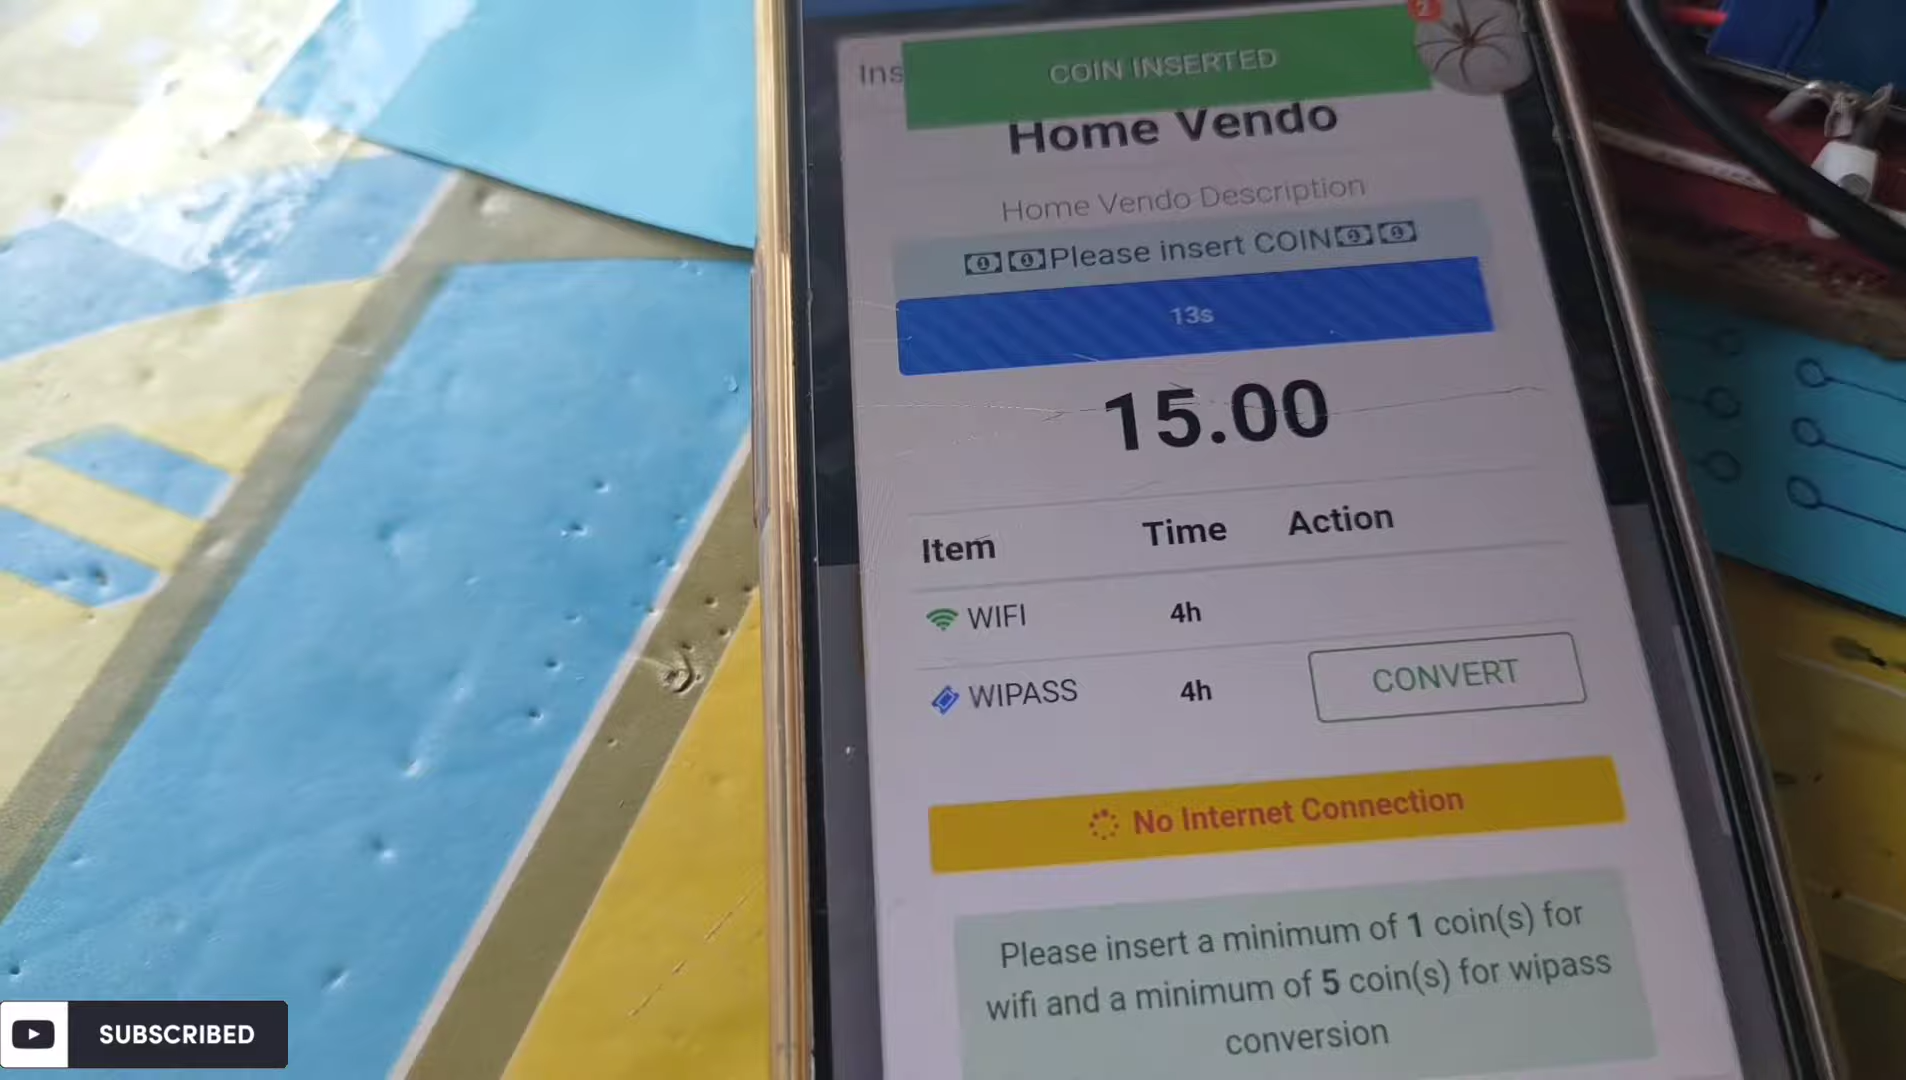 Ins
COIN INSERTED
2
Home Vendo
Home Vendo Description
Please insert COIN
13s
15.00
Item Time Action
WIFI 4h
WIPASS 4h CONVERT
No Internet Connection
Please insert a minimum of 1 coin(s) for
wifi and a minimum of 5 coin(s) for wipass
conversion
SUBSCRIBED